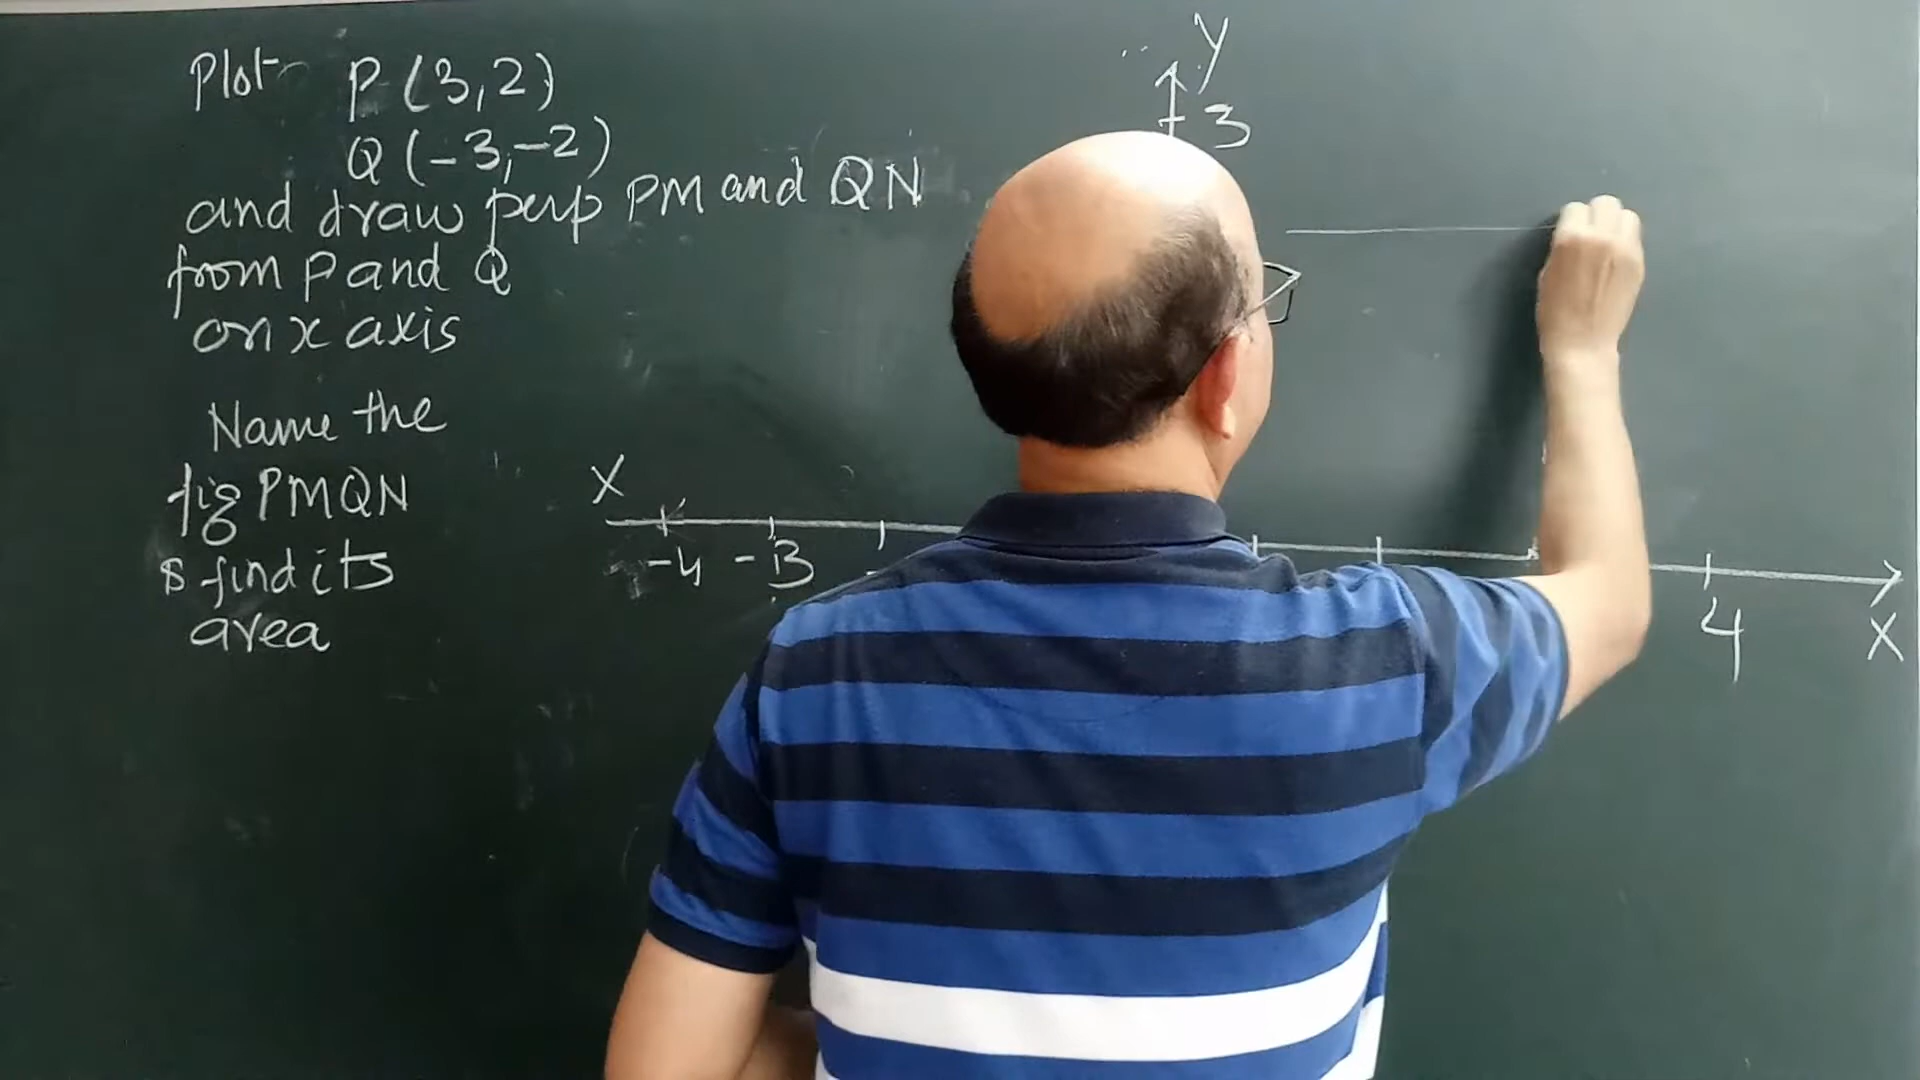 Plot P (3,2)
Q (-3,-2)
and draw perp PM and QN
from P and Q
on x axis
Name the
fig PMQN
& find its
area
Y
3
X
-4 -3
4
X